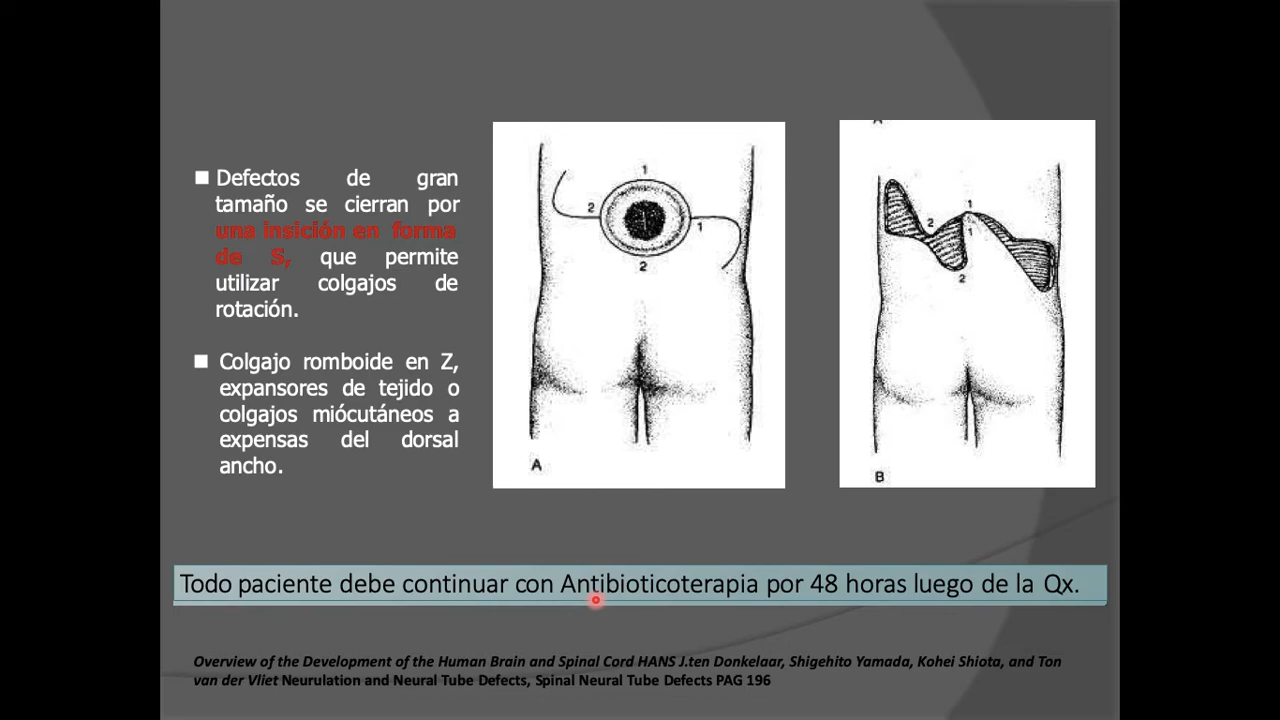 Defectos de gran
tamaño se cierran por
una insición en forma
de S, que permite
utilizar colgajos de
rotación.
Colgajo romboide en Z,
expansores de tejido o
colgajos miócutáneos a
expensas del dorsal
ancho.
1
2
1
2
A
A
1
2
1
2
B
Todo paciente debe continuar con Antibioticoterapia por 48 horas luego de la Qx.
Overview of the Development of the Human Brain and Spinal Cord HANS J.ten Donkelaar, Shigehito Yamada, Kohei Shiota, and Ton
van der Vliet Neurulation and Neural Tube Defects, Spinal Neural Tube Defects PAG 196